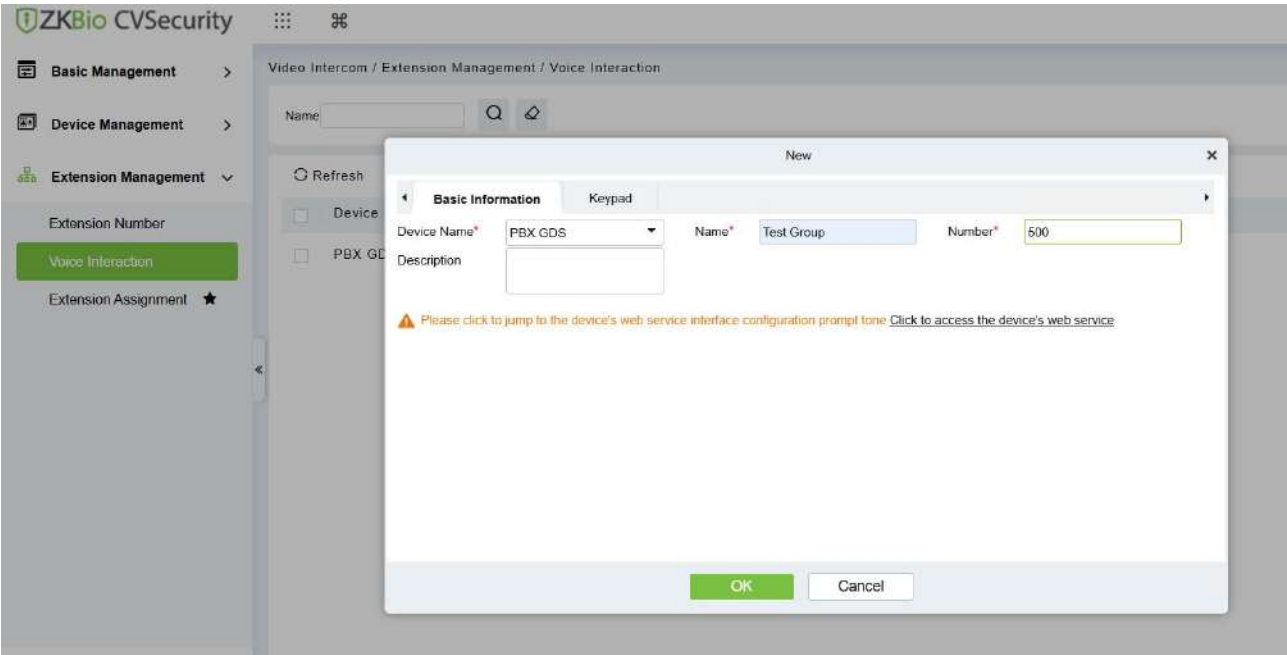 ZKBio CVSecurity
Basic Management
Device Management
Extension Management
Extension Number
Voice Interaction
Extension Assignment
Video Intercom / Extension Management / Voice Interaction
Name
Refresh
Device
PBX GD
New
Basic Information
Keypad
Device Name* PBX GDS Name* Test Group Number* 500
Description
Please click to jump to the device's web service interface configuration prompt tone Click to access the device's web service
OK
Cancel